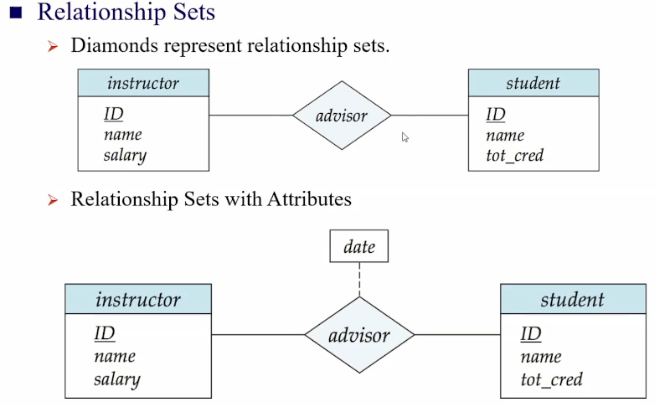 Relationship Sets
Diamonds represent relationship sets.
instructor
ID
name
salary
advisor
student
ID
name
tot_cred
Relationship Sets with Attributes
date
instructor
ID
name
salary
advisor
student
ID
name
tot_cred